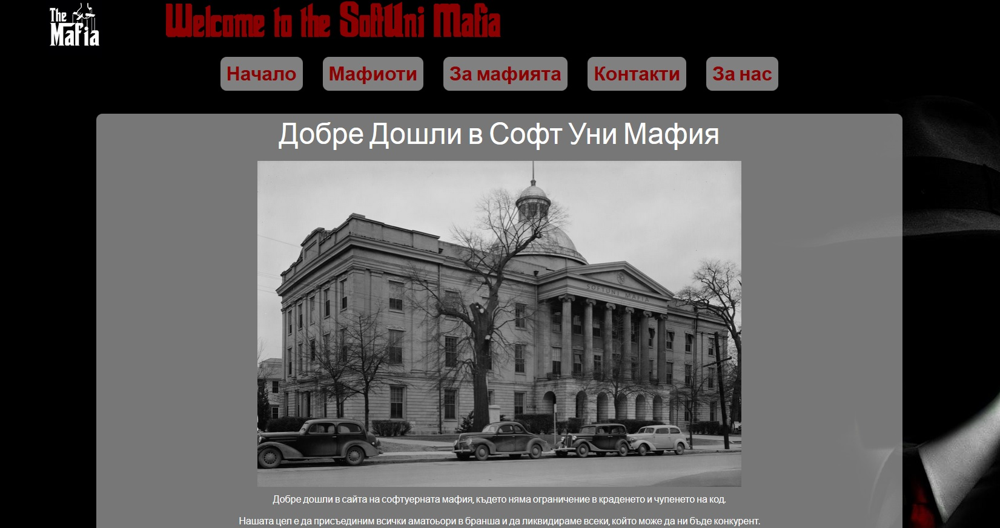 The
Mafia
Welcome to the SoftUni Mafia
Начало
Мафиоти
За мафията
Контакти
За нас
Добре Дошли в Софт Уни Мафия
SOFTUNI MAFIA
Добре дошли в сайта на софтуерната мафия, където няма ограничение в краденето и чупенето на код.
Нашата цел е да присъединим всички аматоьори в бранша и да ликвидираме всеки, който може да ни бъде конкурент.